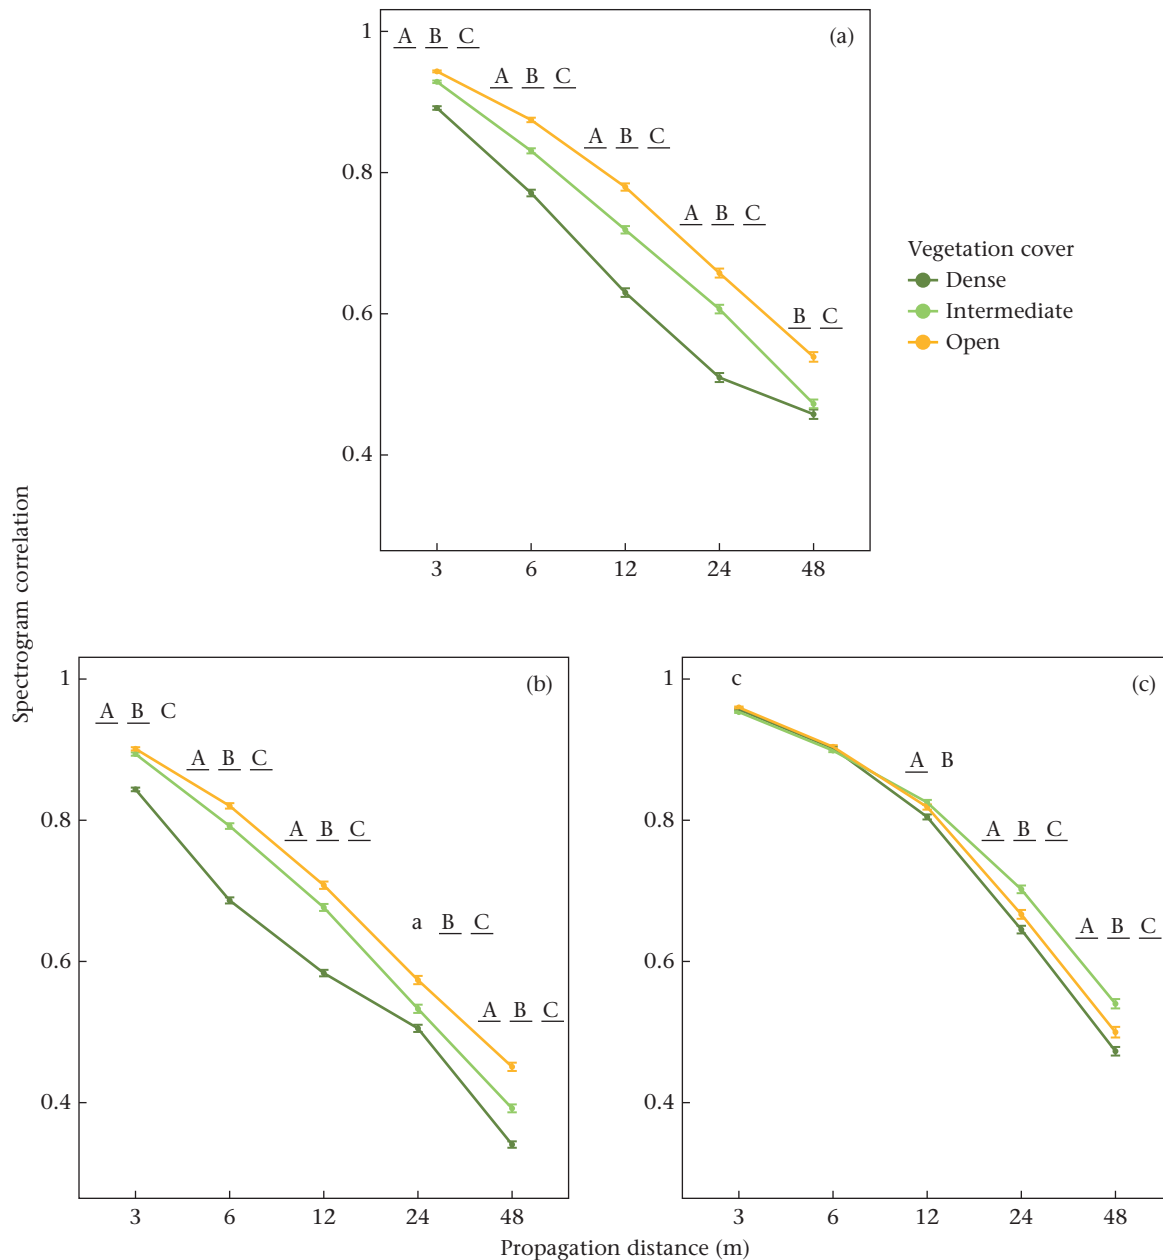 1
(a)
A B C
A B C
0.8
A B C
A B C
0.6
B C
0.4
3 6 12 24 48
Vegetation cover
Dense
Intermediate
Open
Spectrogram correlation
1
(b)
A B C
A B C
0.8
A B C
a B C
0.6
A B C
0.4
3 6 12 24 48
1
c
(c)
A B
0.8
A B C
A B C
0.6
0.4
3 6 12 24 48
Propagation distance (m)